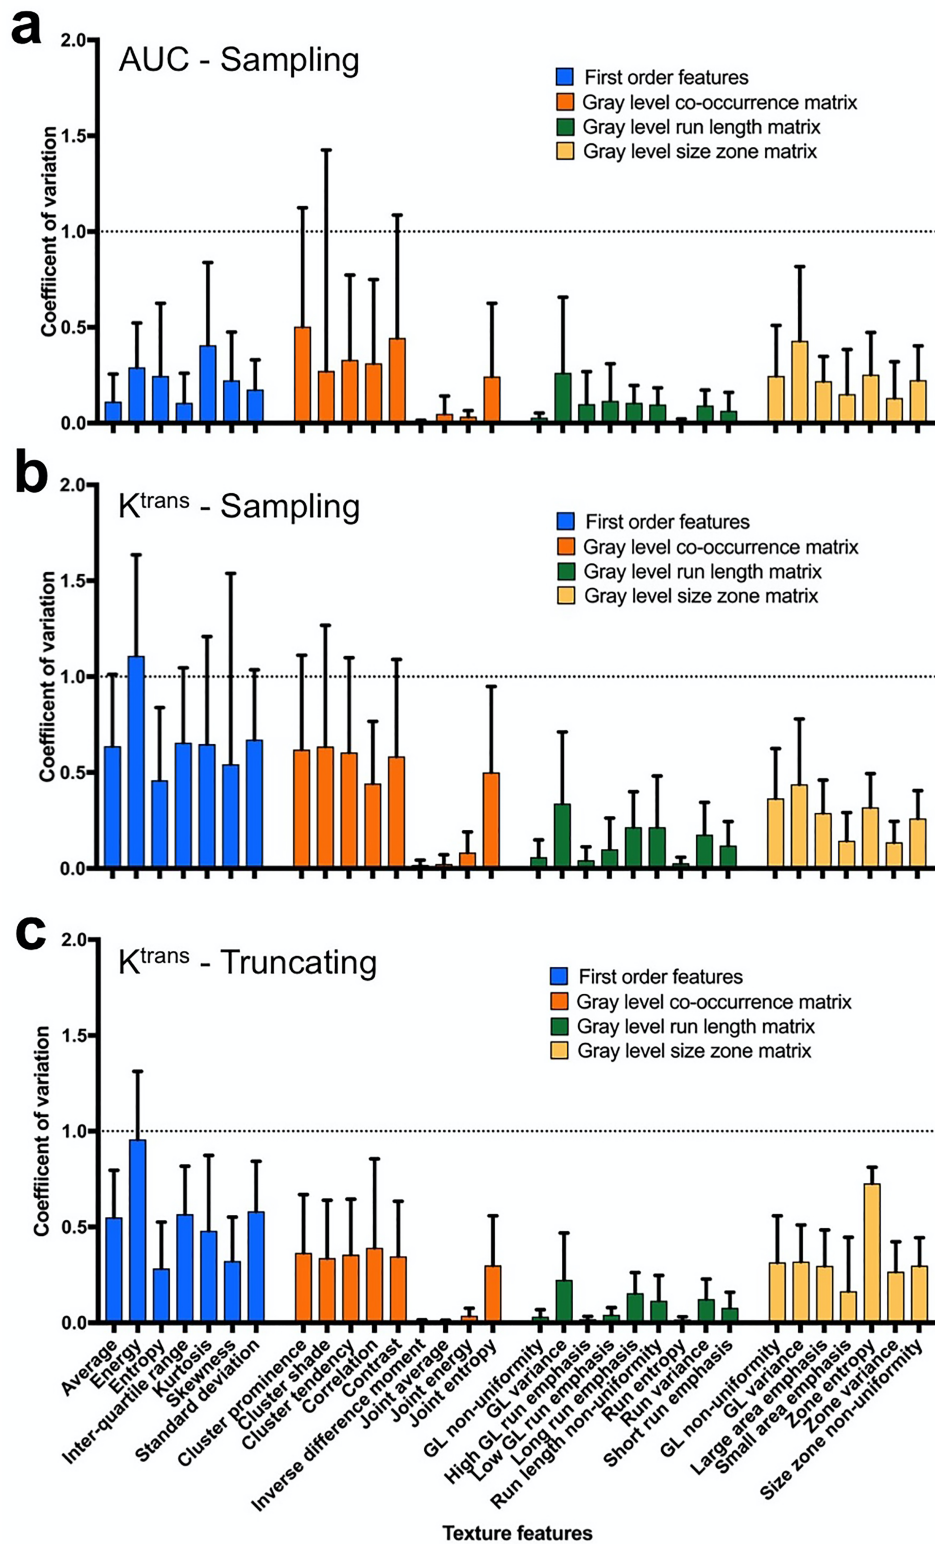 a
2.0
AUC - Sampling
First order features
Gray level co-occurrence matrix
Gray level run length matrix
Gray level size zone matrix
1.5
1.0
0.5
0.0
Coeffiicent of variation
b
2.0
Ktrans - Sampling
First order features
Gray level co-occurrence matrix
Gray level run length matrix
Gray level size zone matrix
1.5
1.0
0.5
0.0
Coeffiicent of variation
c
2.0
Ktrans - Truncating
First order features
Gray level co-occurrence matrix
Gray level run length matrix
Gray level size zone matrix
1.5
1.0
0.5
0.0
Coeffiicent of variation
Average
Energy
Entropy
Inter-quartile range
Kurtosis
Skewness
Standard deviation
Cluster prominence
Cluster shade
Cluster tendency
Correlation
Contrast
Inverse difference moment
Joint average
Joint energy
Joint entropy
GL non-uniformity
GL variance
High GL run emphasis
Low GL run emphasis
Long run emphasis
Run length non-uniformity
Run entropy
Run variance
Short run emphasis
GL non-uniformity
GL variance
Large area emphasis
Small area emphasis
Zone entropy
Zone variance
Size zone non-uniformity
Texture features